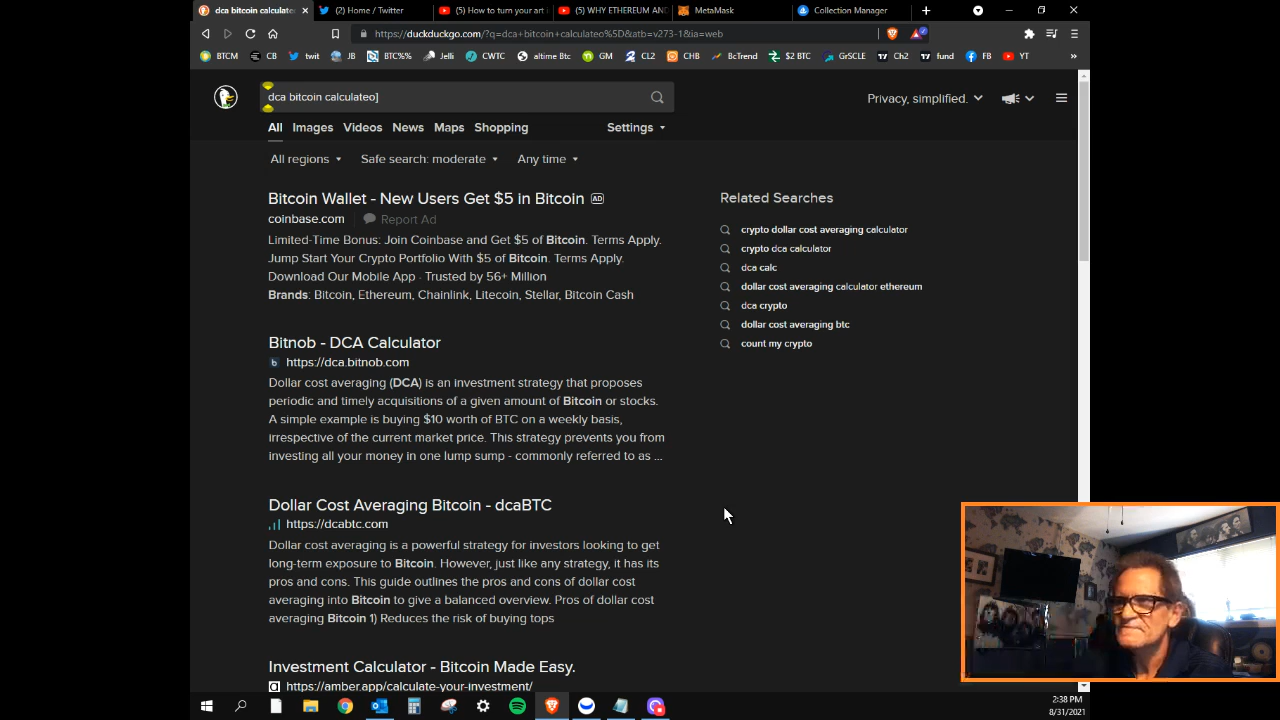 dca bitcoin calculate
(2) Home / Twitter
(5) How to turn your art i
(5) WHY ETHEREUM AND
MetaMask
Collection Manager
https://duckduckgo.com/?q=dca+bitcoin+calculateo%5D&atb=v273-1&ia=web
BTCM
CB
twit
JB
BTC%%
Jelli
CWTC
altime Btc
GM
CL2
CHB
BcTrend
$2 BTC
GrSCLE
Ch2
fund
FB
YT
»
dca bitcoin calculateo]
Privacy, simplified.
All Images Videos News Maps Shopping Settings
All regions Safe search: moderate Any time
Bitcoin Wallet - New Users Get $5 in Bitcoin AD
coinbase.com Report Ad
Limited-Time Bonus: Join Coinbase and Get $5 of Bitcoin. Terms Apply.
Jump Start Your Crypto Portfolio With $5 of Bitcoin. Terms Apply.
Download Our Mobile App - Trusted by 56+ Million
Brands: Bitcoin, Ethereum, Chainlink, Litecoin, Stellar, Bitcoin Cash
Bitnob - DCA Calculator
b https://dca.bitnob.com
Dollar cost averaging (DCA) is an investment strategy that proposes
periodic and timely acquisitions of a given amount of Bitcoin or stocks.
A simple example is buying $10 worth of BTC on a weekly basis,
irrespective of the current market price. This strategy prevents you from
investing all your money in one lump sump - commonly referred to as ...
Dollar Cost Averaging Bitcoin - dcaBTC
https://dcabtc.com
Dollar cost averaging is a powerful strategy for investors looking to get
long-term exposure to Bitcoin. However, just like any strategy, it has its
pros and cons. This guide outlines the pros and cons of dollar cost
averaging into Bitcoin to give a balanced overview. Pros of dollar cost
averaging Bitcoin 1) Reduces the risk of buying tops
Investment Calculator - Bitcoin Made Easy.
https://amber.app/calculate-your-investment/
Related Searches
crypto dollar cost averaging calculator
crypto dca calculator
dca calc
dollar cost averaging calculator ethereum
dca crypto
dollar cost averaging btc
count my crypto
2:38 PM
8/31/2021